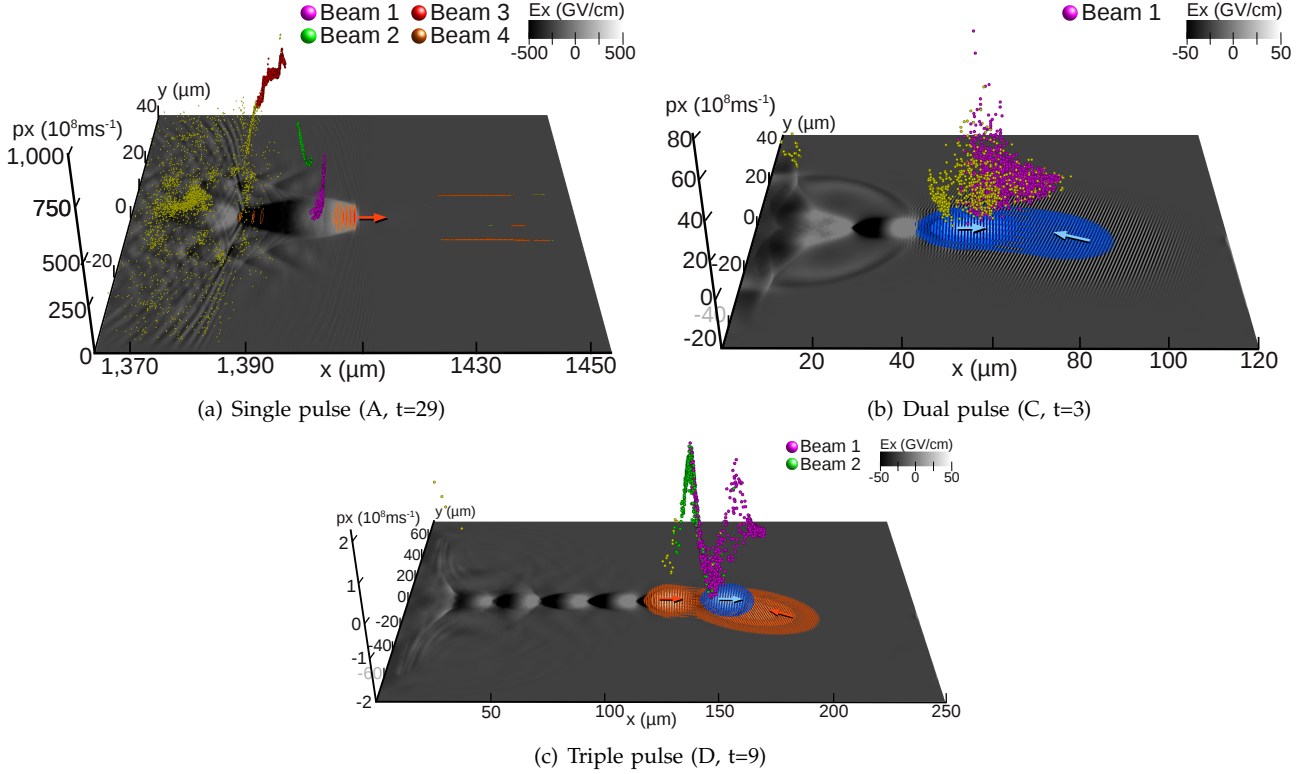 Beam 1 Beam 3 Ex (GV/cm)
Beam 2 Beam 4 -500 0 500
y (μm)
40
20
0
-20
px (10⁸ms⁻¹)
1,000
750
500
250
0
1,370 1,390 1430 1450
x (μm)
(a) Single pulse (A, t=29)
Beam 1 Ex (GV/cm)
-50 0 50
px (10⁸ms⁻¹)
80
60
40
20
0
-20
y (μm)
40
20
0
-20
-40
20 40 60 80 100 120
x (μm)
(b) Dual pulse (C, t=3)
Beam 1 Ex (GV/cm)
Beam 2 -50 0 50
px (10⁸ms⁻¹)
2
1
0
-1
-2
y (μm)
60
40
20
0
-20
-40
-60
50 100 150 200 250
x (μm)
(c) Triple pulse (D, t=9)